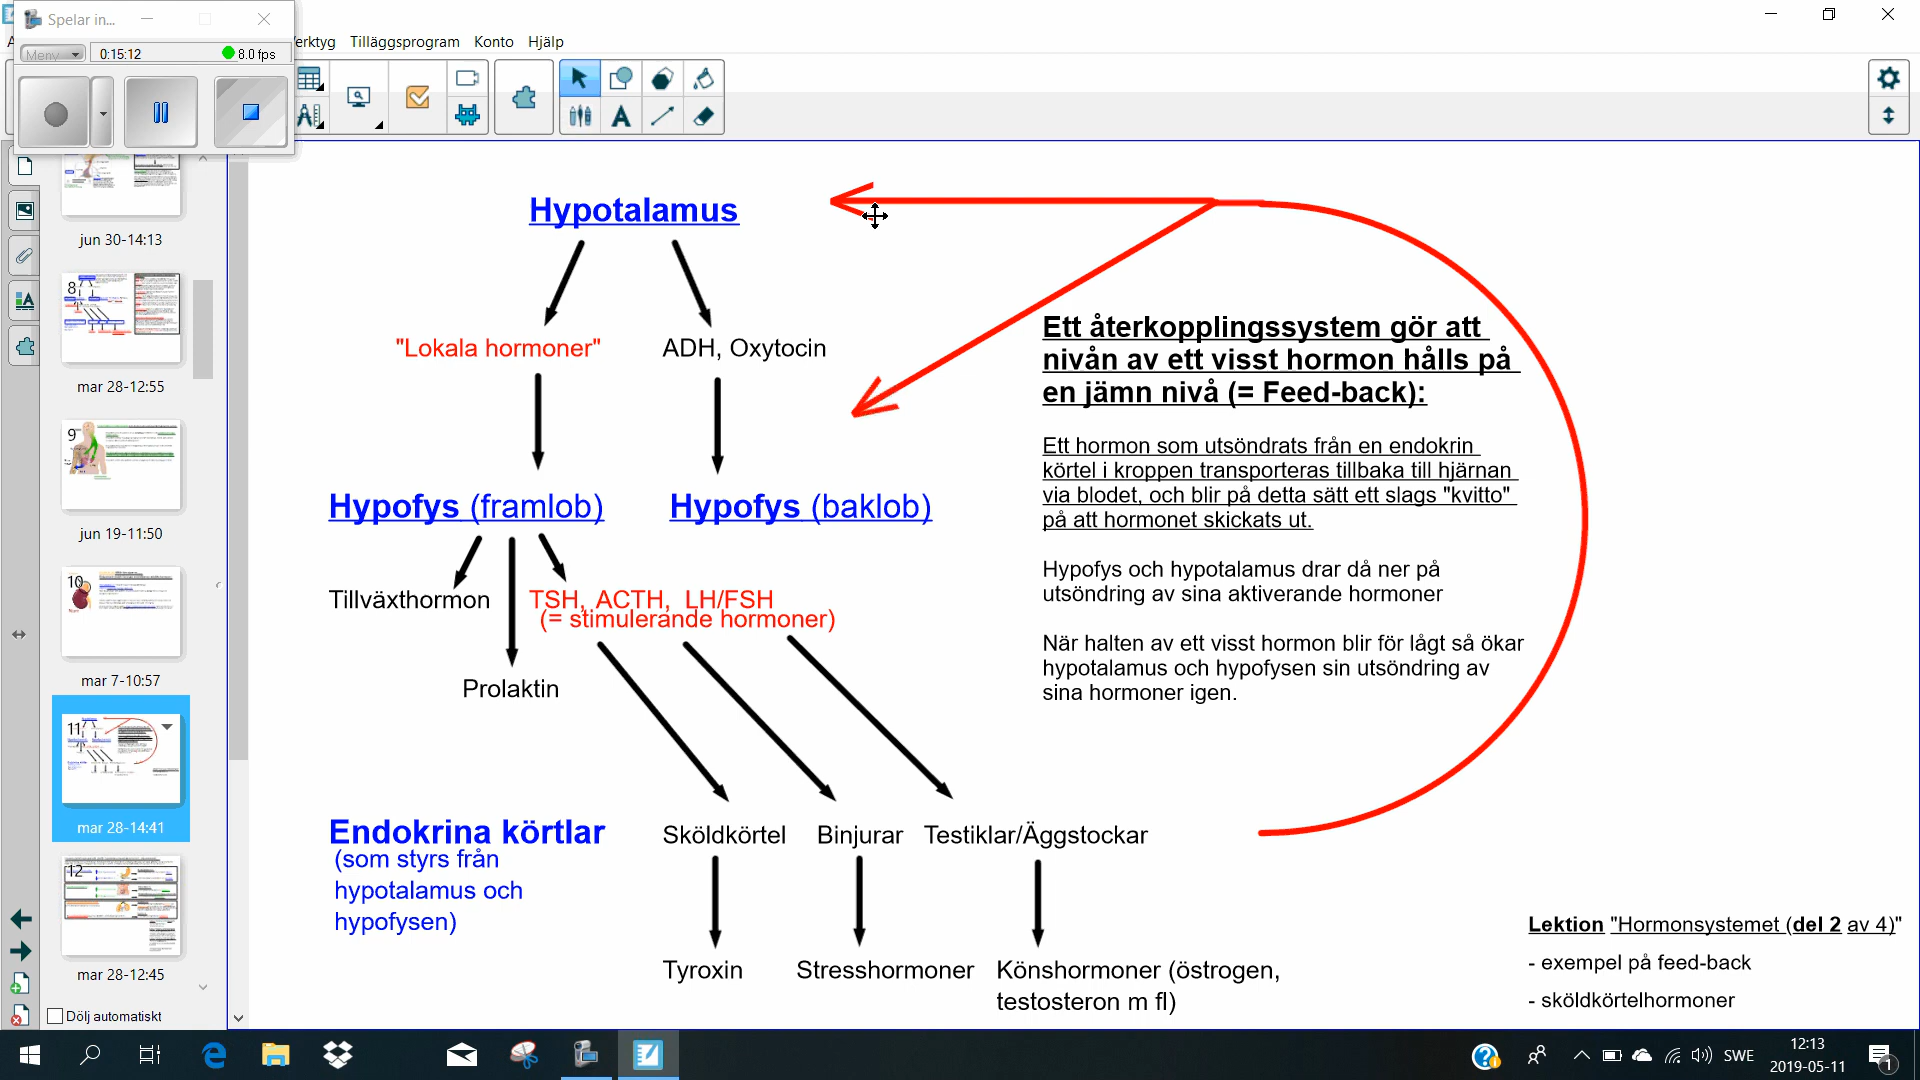 Spelar in...
Meny
0:15:12
8.0 fps
erktyg
Tilläggsprogram
Konto
Hjälp
jun 30-14:13
8
mar 28-12:55
9
jun 19-11:50
10
mar 7-10:57
11
mar 28-14:41
12
mar 28-12:45
Dölj automatiskt
Hypotalamus
"Lokala hormoner"
ADH, Oxytocin
Hypofys (framlob)
Hypofys (baklob)
Tillväxthormon
TSH, ACTH, LH/FSH
(= stimulerande hormoner)
Prolaktin
Endokrina körtlar
(som styrs från
hypotalamus och
hypofysen)
Sköldkörtel
Binjurar
Testiklar/Äggstockar
Tyroxin
Stresshormoner
Könshormoner (östrogen,
testosteron m fl)
Ett återkopplingssystem gör att
nivån av ett visst hormon hålls på
en jämn nivå (= Feed-back):
Ett hormon som utsöndrats från en endokrin
körtel i kroppen transporteras tillbaka till hjärnan
via blodet, och blir på detta sätt ett slags "kvitto"
på att hormonet skickats ut.
Hypofys och hypotalamus drar då ner på
utsöndring av sina aktiverande hormoner
När halten av ett visst hormon blir för lågt så ökar
hypotalamus och hypofysen sin utsöndring av
sina hormoner igen.
Lektion "Hormonsystemet (del 2 av 4)"
- exempel på feed-back
- sköldkörtelhormoner
SWE
12:13
2019-05-11
1